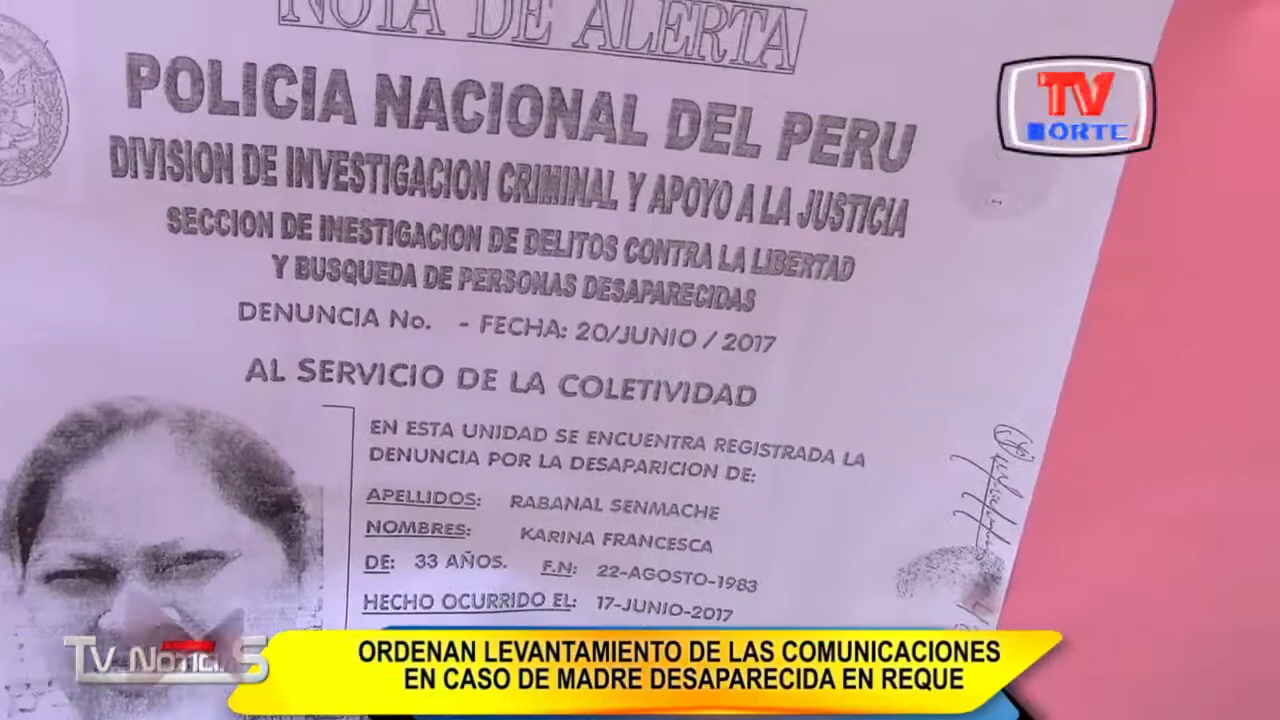 NOTA DE ALERTA
POLICIA NACIONAL DEL PERU
DIVISION DE INVESTIGACION CRIMINAL Y APOYO A LA JUSTICIA
SECCION DE INESTIGACION DE DELITOS CONTRA LA LIBERTAD
Y BUSQUEDA DE PERSONAS DESAPARECIDAS
DENUNCIA No. - FECHA: 20/JUNIO / 2017
AL SERVICIO DE LA COLETIVIDAD
EN ESTA UNIDAD SE ENCUENTRA REGISTRADA LA
DENUNCIA POR LA DESAPARICION DE:
APELLIDOS: RABANAL SENMACHE
NOMBRES: KARINA FRANCESCA
DE: 33 AÑOS. F.N: 22-AGOSTO-1983
HECHO OCURRIDO EL: 17-JUNIO-2017
TV
NORTE
TV NOTICIAS
ORDENAN LEVANTAMIENTO DE LAS COMUNICACIONES
EN CASO DE MADRE DESAPARECIDA EN REQUE